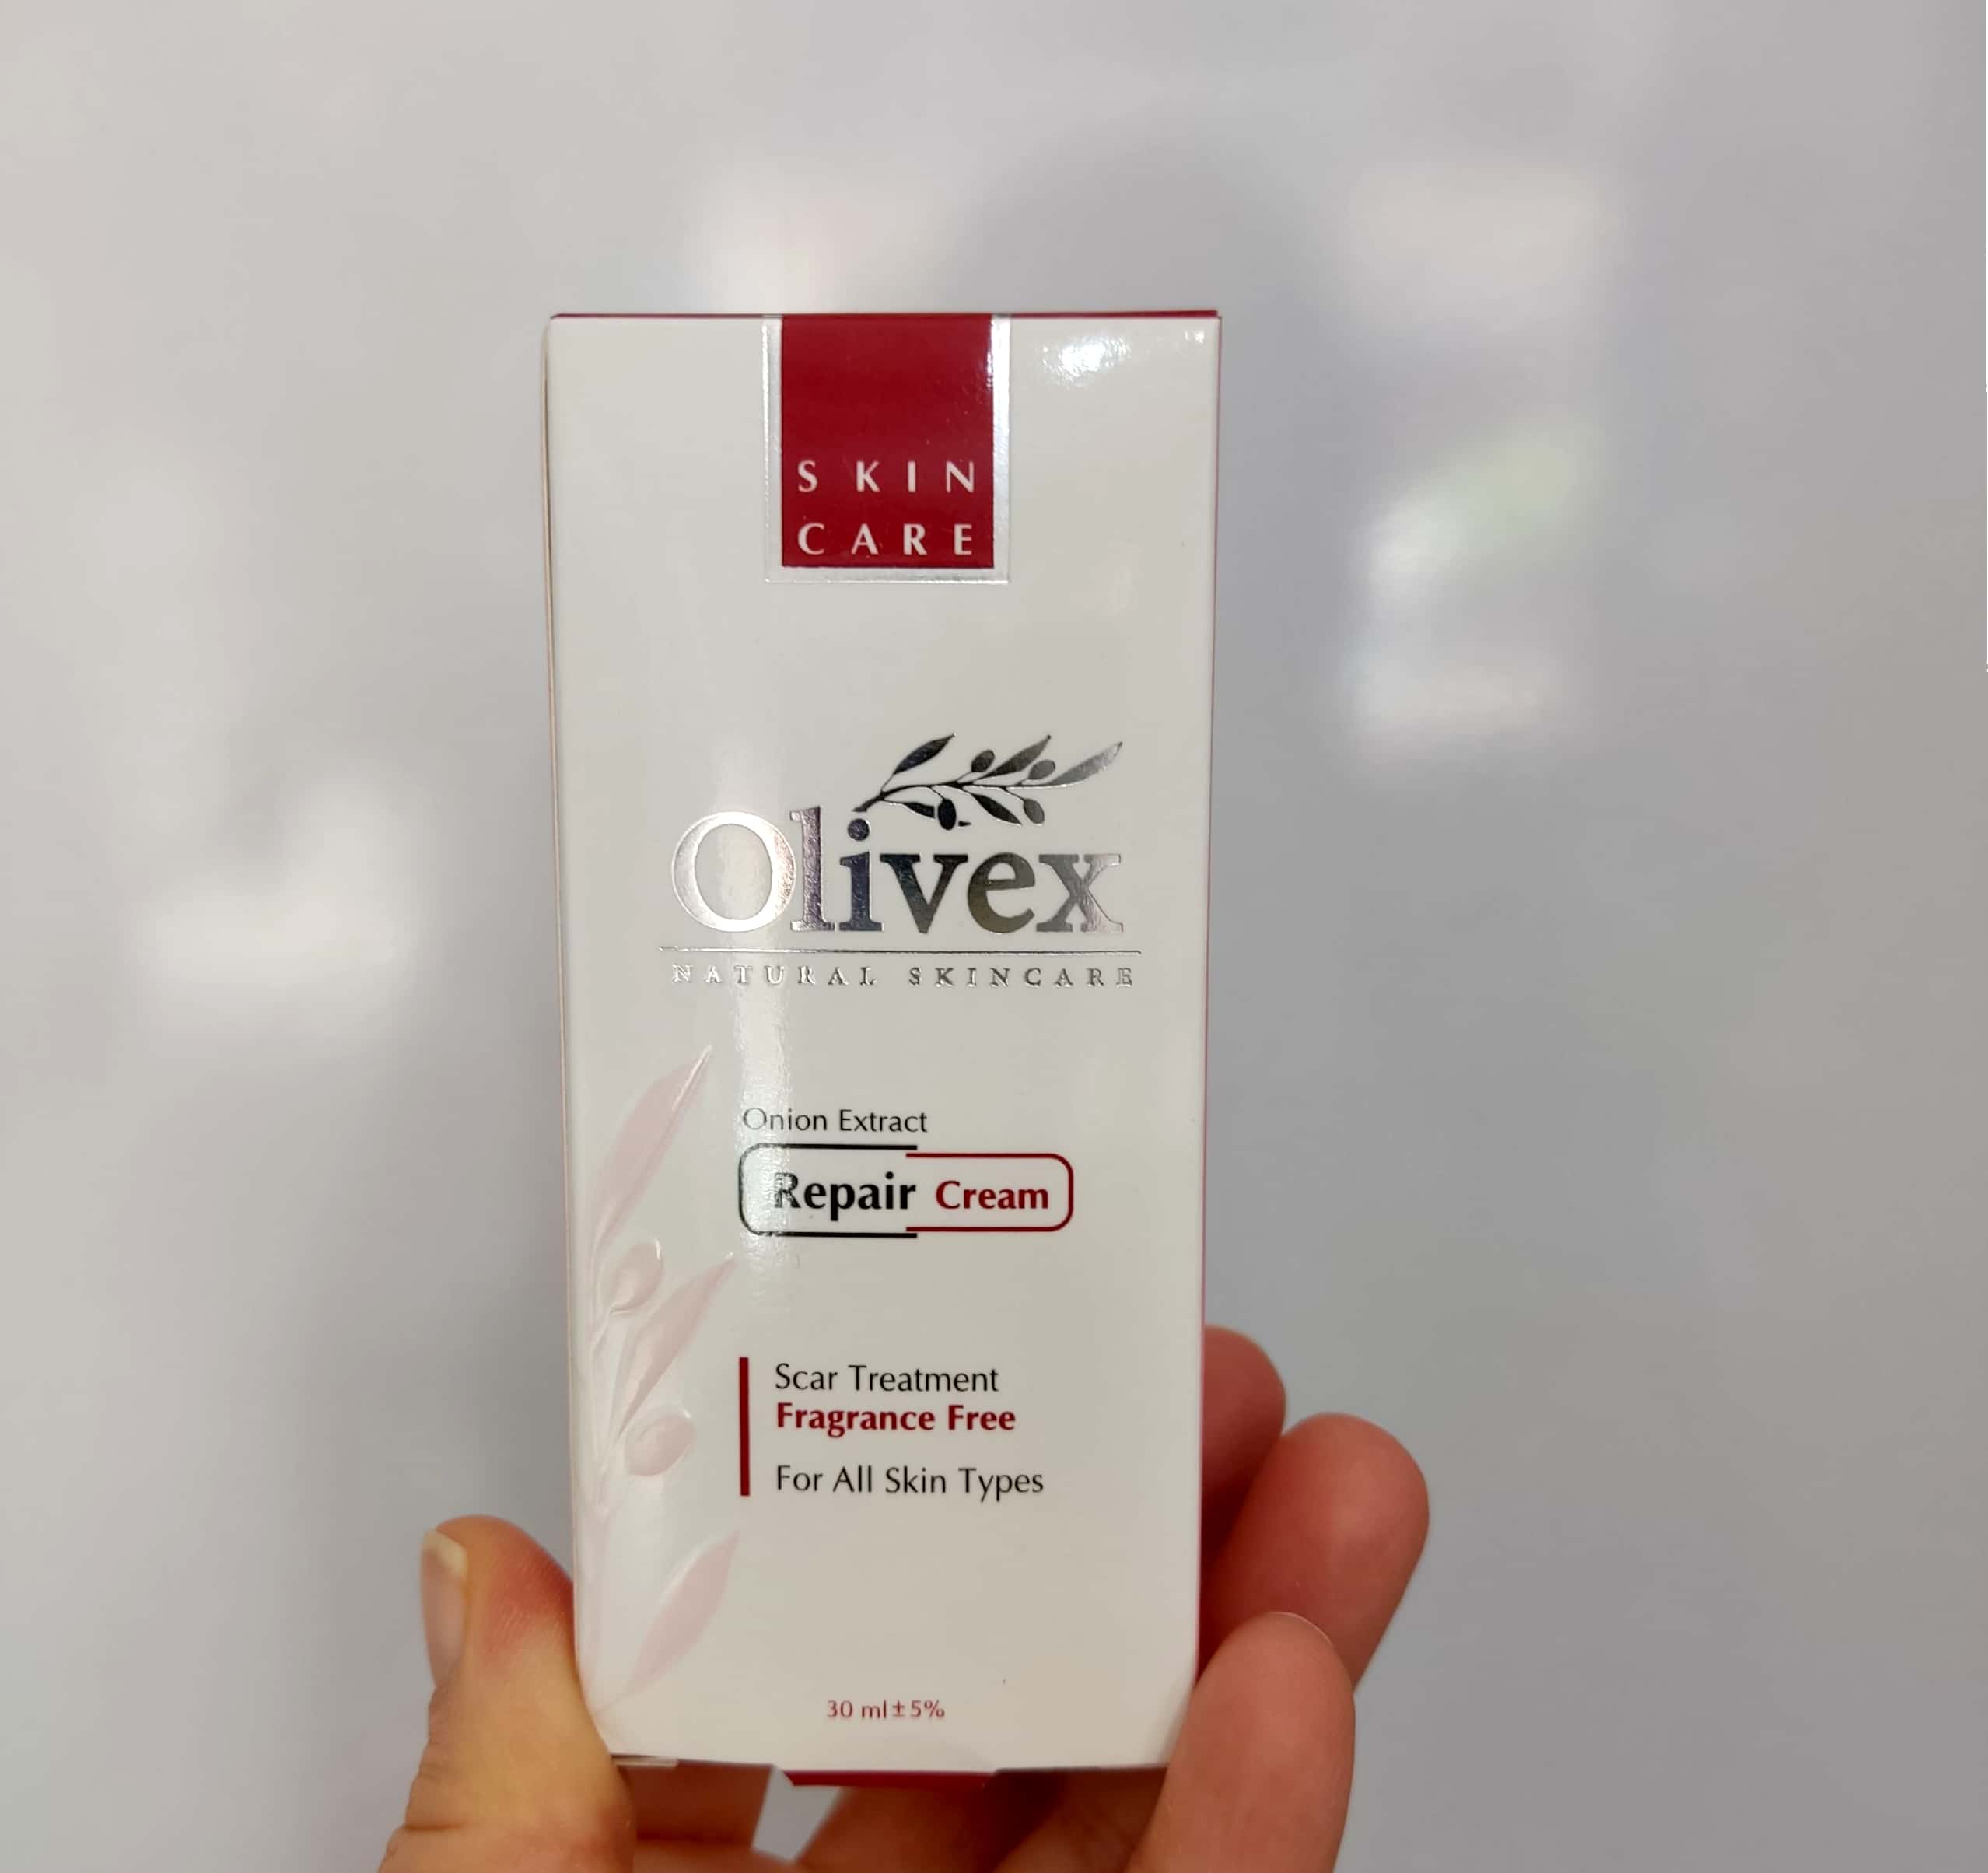 SKIN
CARE
Olivex
NATURAL SKINCARE
Onion Extract
Repair Cream
Scar Treatment
Fragrance Free
For All Skin Types
30 ml±5%